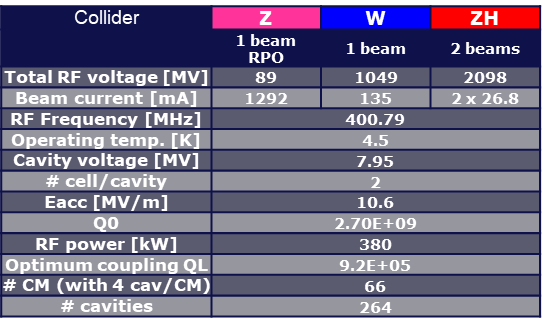 Collider Z W ZH
1 beam RPO 1 beam 2 beams
Total RF voltage [MV] 89 1049 2098
Beam current [mA] 1292 135 2 x 26.8
RF Frequency [MHz] 400.79
Operating temp. [K] 4.5
Cavity voltage [MV] 7.95
# cell/cavity 2
Eacc [MV/m] 10.6
Q0 2.70E+09
RF power [kW] 380
Optimum coupling QL 9.2E+05
# CM (with 4 cav/CM) 66
# cavities 264